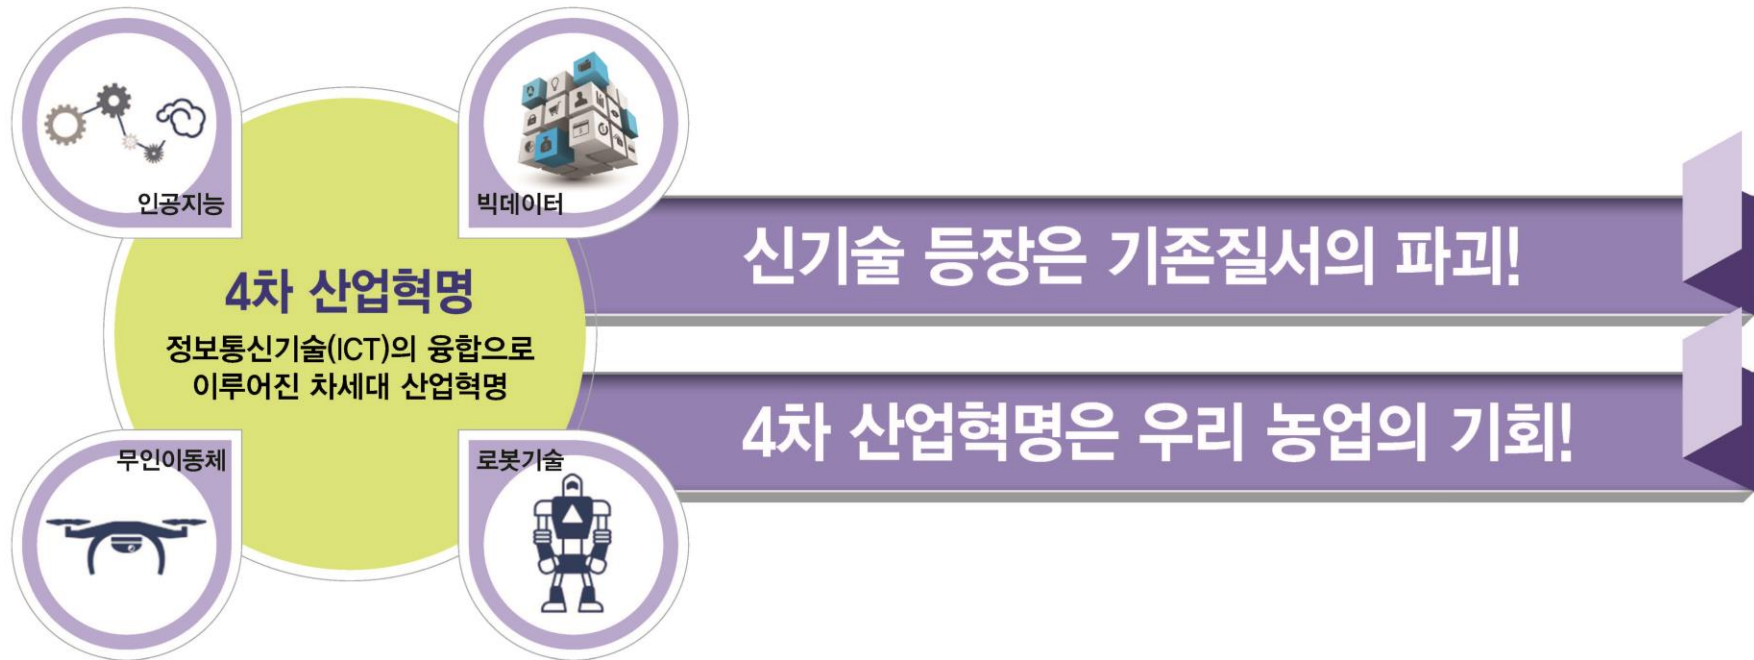 인공지능
빅데이터
4차 산업혁명
정보통신기술(ICT)의 융합으로
이루어진 차세대 산업혁명
무인이동체
로봇기술
신기술 등장은 기존질서의 파괴!
4차 산업혁명은 우리 농업의 기회!